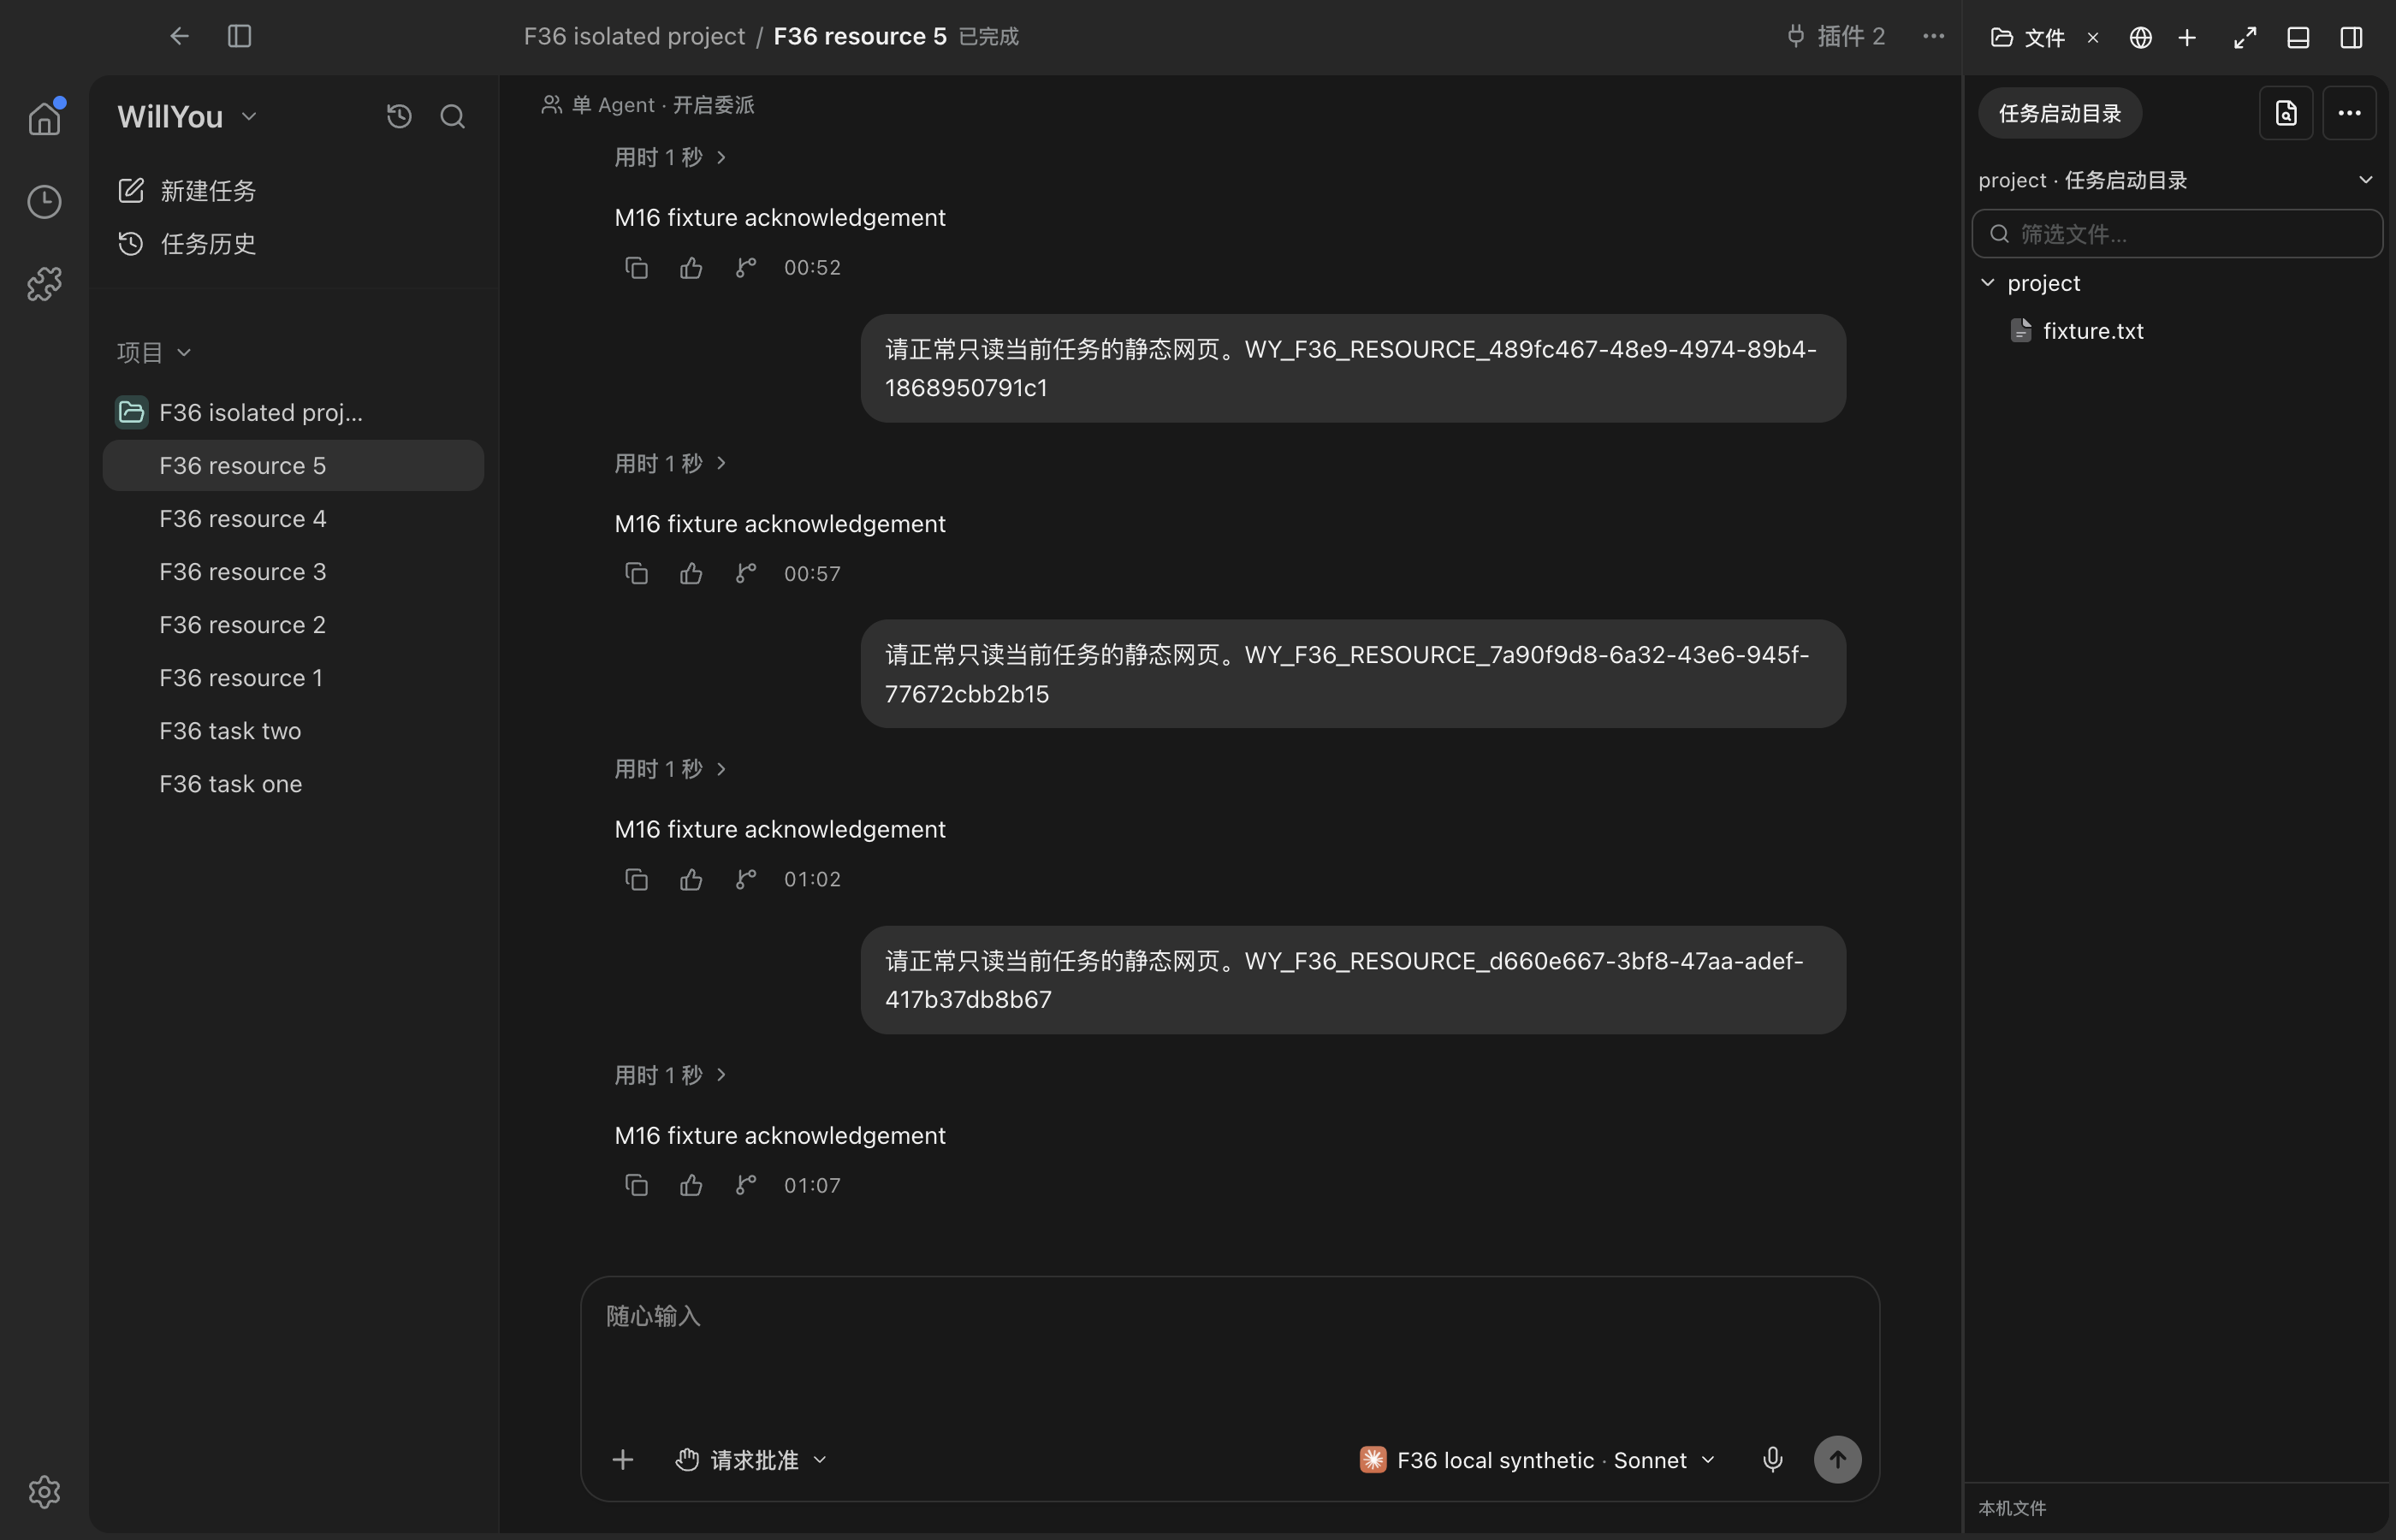 F36 isolated project / F36 resource 5 已完成
插件 2
文件
WillYou
新建任务
任务历史
项目
F36 isolated proj...
F36 resource 5
F36 resource 4
F36 resource 3
F36 resource 2
F36 resource 1
F36 task two
F36 task one
单 Agent · 开启委派
用时 1 秒
M16 fixture acknowledgement
00:52
请正常只读当前任务的静态网页。WY_F36_RESOURCE_489fc467-48e9-4974-89b4-
1868950791c1
用时 1 秒
M16 fixture acknowledgement
00:57
请正常只读当前任务的静态网页。WY_F36_RESOURCE_7a90f9d8-6a32-43e6-945f-
77672cbb2b15
用时 1 秒
M16 fixture acknowledgement
01:02
请正常只读当前任务的静态网页。WY_F36_RESOURCE_d660e667-3bf8-47aa-adef-
417b37db8b67
用时 1 秒
M16 fixture acknowledgement
01:07
随心输入
请求批准
F36 local synthetic · Sonnet
任务启动目录
project · 任务启动目录
筛选文件...
project
fixture.txt
本机文件